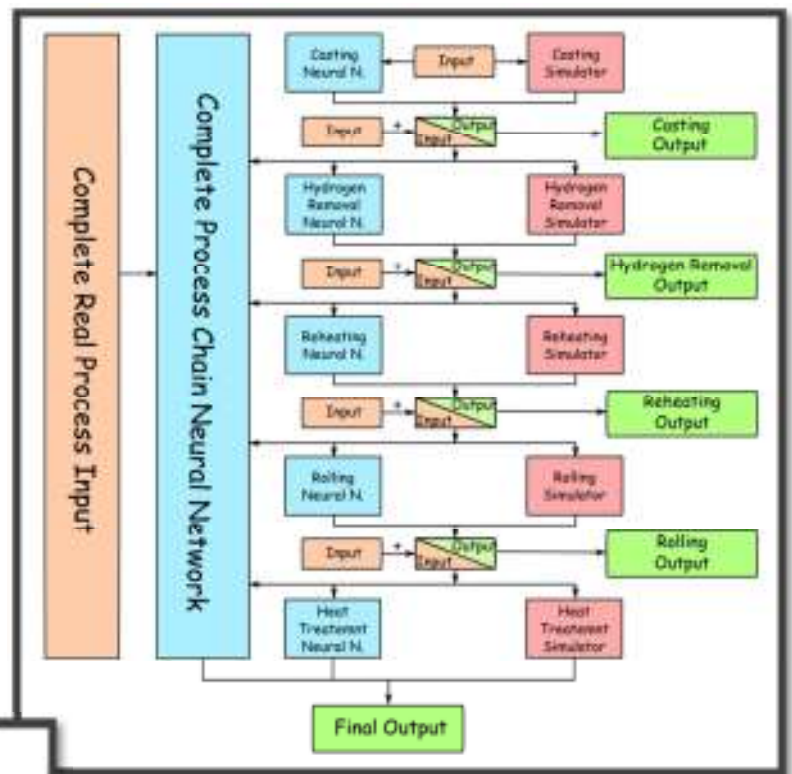 Complete Real Process Input
Complete Process Chain Neural Network
Casting
Neural N.
Input
Casting
Simulator
Input
+
Output
Input
Casting
Output
Hydrogen
Removal
Neural N.
Hydrogen
Removal
Simulator
Input
+
Output
Input
Hydrogen Removal
Output
Reheating
Neural N.
Reheating
Simulator
Input
+
Output
Input
Reheating
Output
Rolling
Neural N.
Rolling
Simulator
Input
+
Output
Input
Rolling
Output
Heat
Treatemnt
Neural N.
Heat
Treatemnt
Simulator
Final Output